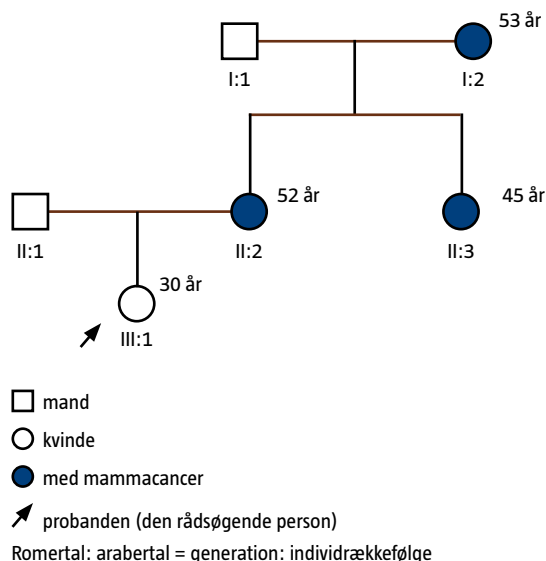 53 år
I:1
I:2
52 år
45 år
II:1
II:2
II:3
30 år
III:1
mand
kvinde
med mammacancer
probanden (den rådsøgende person)
Romertal: arabertal = generation: individrækkefølge